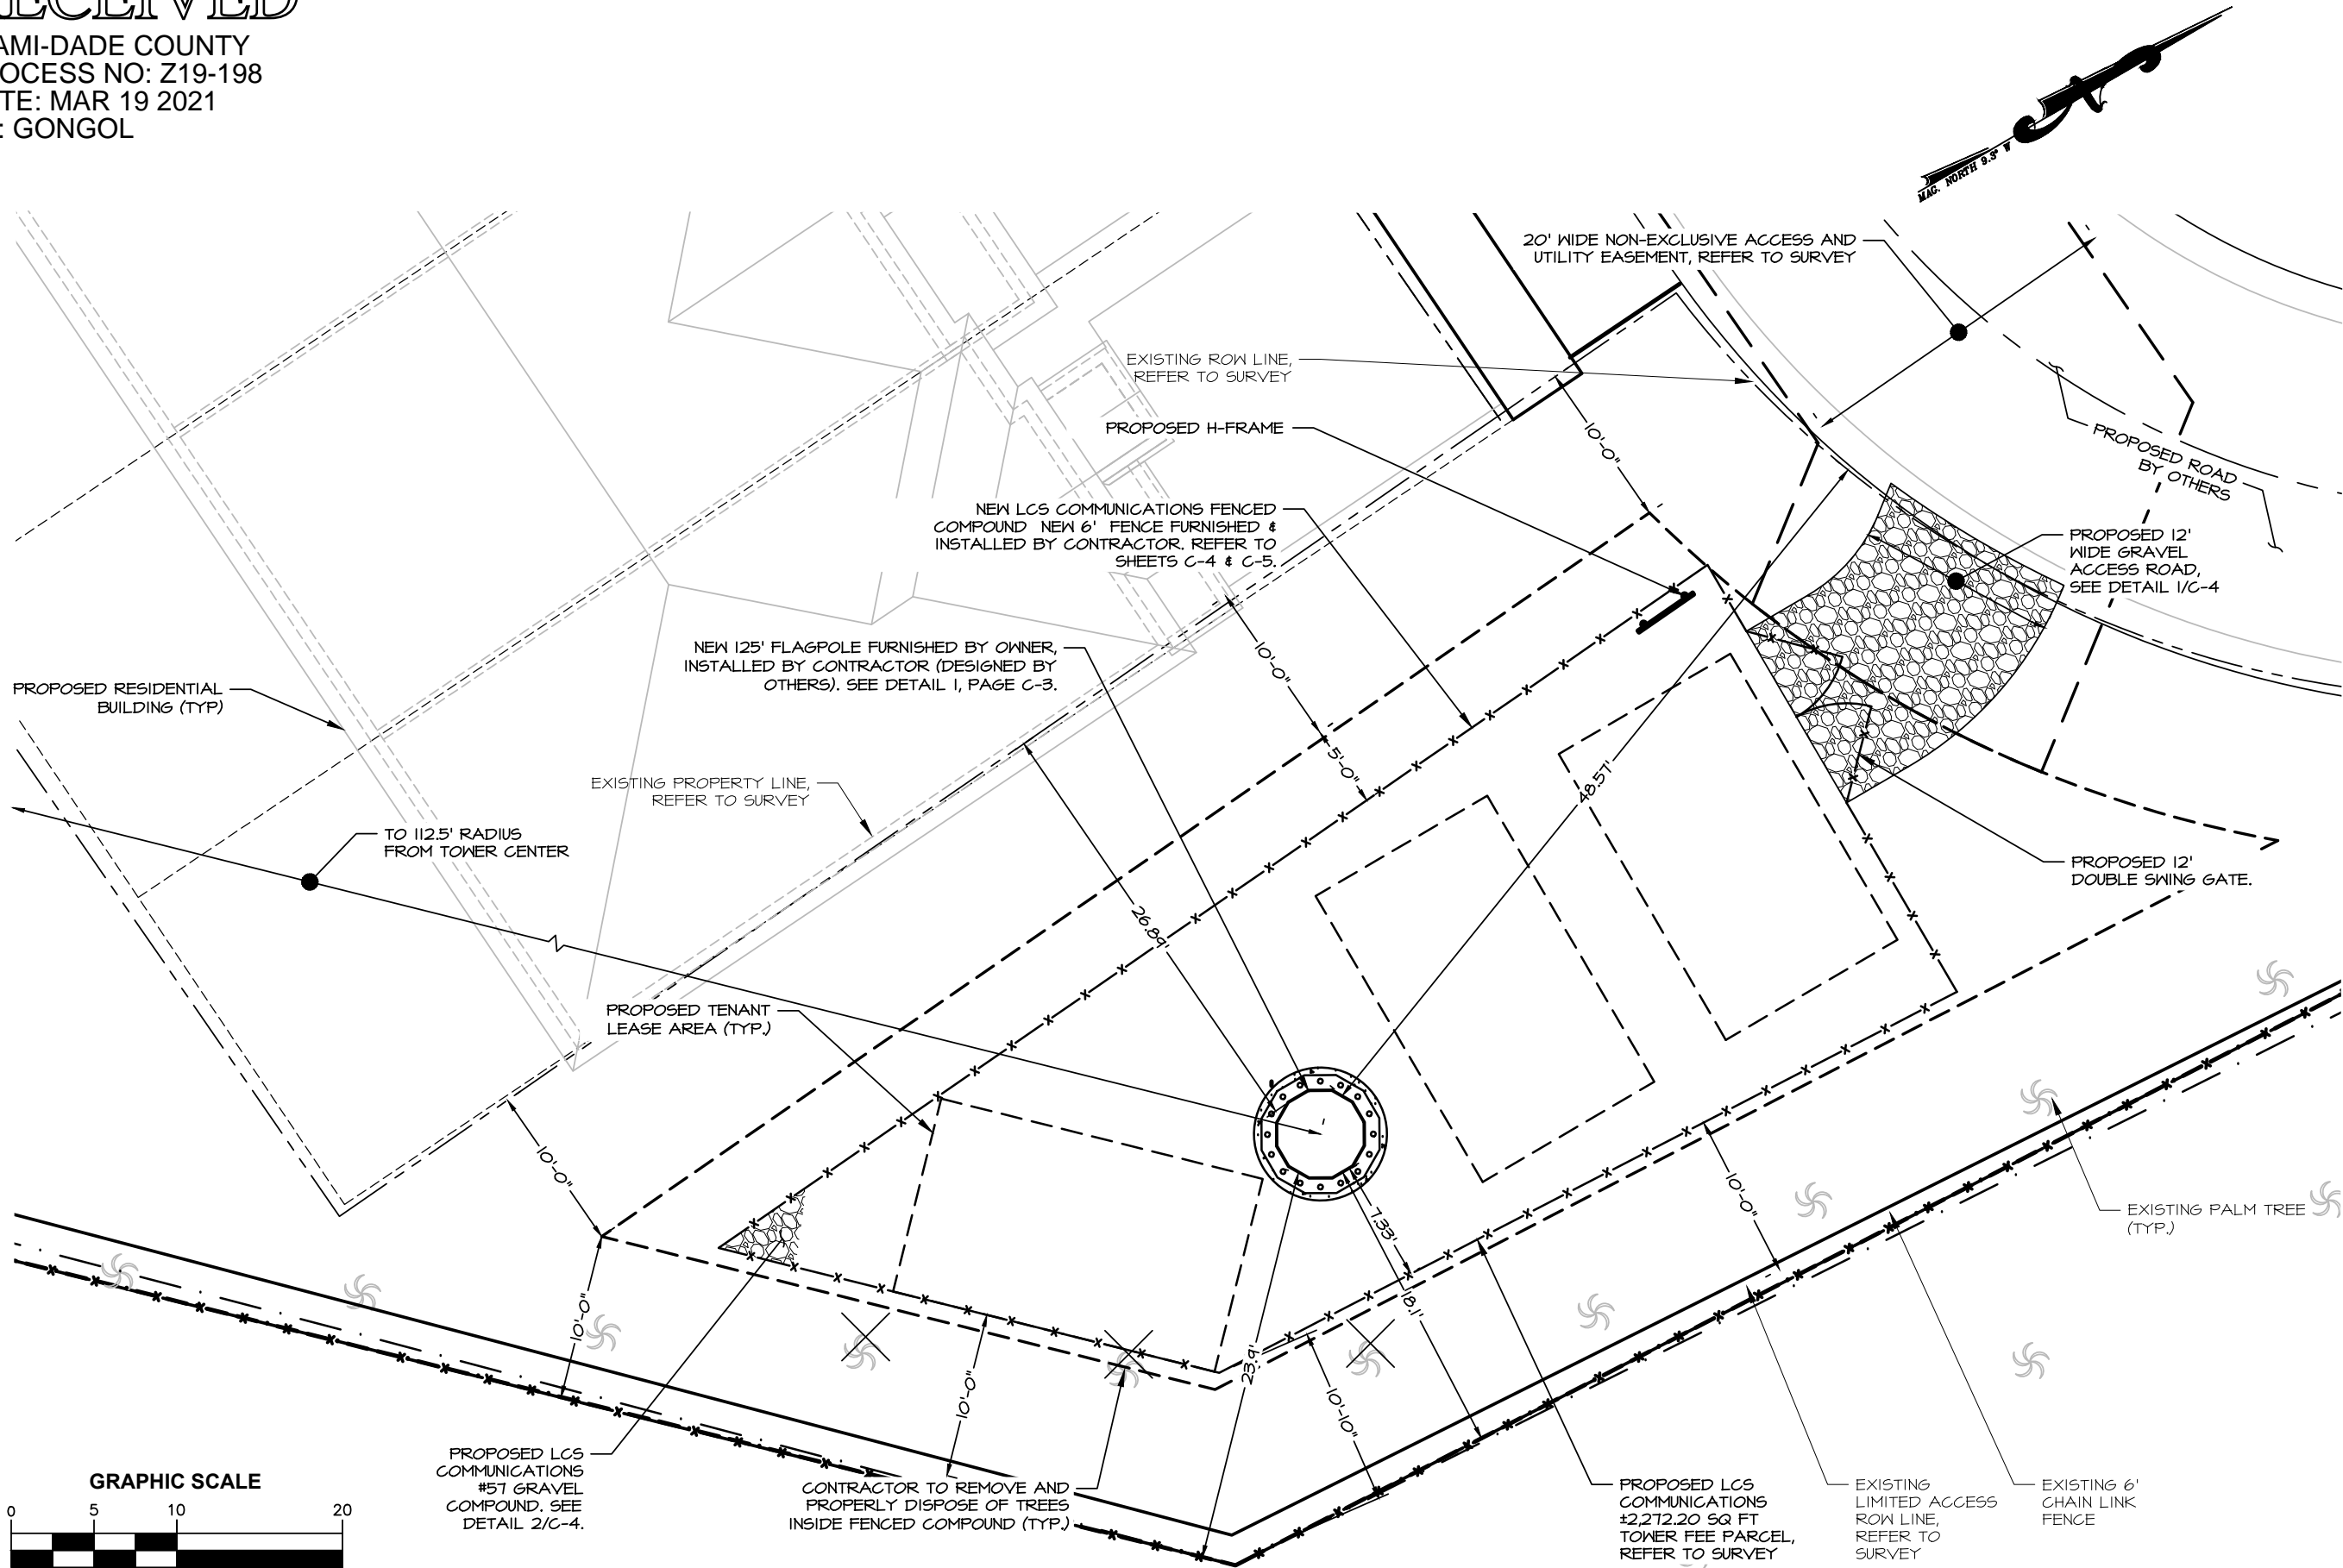 RECEIVED
AMI-DADE COUNTY
OCESS NO: Z19-198
TE: MAR 19 2021
: GONGOL
MAG. NORTH 9.3° W
20' WIDE NON-EXCLUSIVE ACCESS AND
UTILITY EASEMENT, REFER TO SURVEY
EXISTING ROW LINE,
REFER TO SURVEY
PROPOSED H-FRAME
10'-0"
PROPOSED ROAD
BY OTHERS
NEW LCS COMMUNICATIONS FENCED
COMPOUND NEW 6' FENCE FURNISHED &
INSTALLED BY CONTRACTOR. REFER TO
SHEETS C-4 & C-5.
PROPOSED 12'
WIDE GRAVEL
ACCESS ROAD,
SEE DETAIL 1/C-4
NEW 125' FLAGPOLE FURNISHED BY OWNER,
INSTALLED BY CONTRACTOR (DESIGNED BY
OTHERS). SEE DETAIL 1, PAGE C-3.
10'-0"
PROPOSED RESIDENTIAL
BUILDING (TYP)
5'-0"
EXISTING PROPERTY LINE,
REFER TO SURVEY
48.57'
TO 112.5' RADIUS
FROM TOWER CENTER
PROPOSED 12'
DOUBLE SWING GATE.
26.89'
PROPOSED TENANT
LEASE AREA (TYP.)
10'-0"
10'-0"
EXISTING PALM TREE
(TYP.)
7.33'
18.1'
10'-0"
23.9'
10'-0"
10'-10"
PROPOSED LCS
COMMUNICATIONS
#57 GRAVEL
COMPOUND. SEE
DETAIL 2/C-4.
CONTRACTOR TO REMOVE AND
PROPERLY DISPOSE OF TREES
INSIDE FENCED COMPOUND (TYP.)
PROPOSED LCS
COMMUNICATIONS
±2,272.20 SQ FT
TOWER FEE PARCEL,
REFER TO SURVEY
EXISTING
LIMITED ACCESS
ROW LINE,
REFER TO
SURVEY
EXISTING 6'
CHAIN LINK
FENCE
GRAPHIC SCALE
0 5 10 20